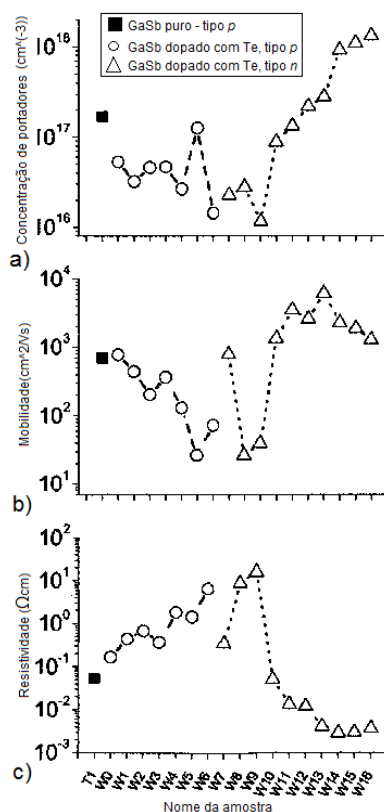 GaSb puro - tipo p
GaSb dopado com Te, tipo p
GaSb dopado com Te, tipo n
Concentração de portadores (cm^(-3)
10^18
10^17
10^16
a)
Mobilidade(cm^2/Vs)
10^4
10^3
10^2
10^1
b)
Resistividade (Ωcm)
10^2
10^1
10^0
10^-1
10^-2
10^-3
c)
T1 W0 W1 W2 W3 W4 W5 W6 W7 W8 W9 W10 W11 W12 W13 W14 W15 W16
Nome da amostra